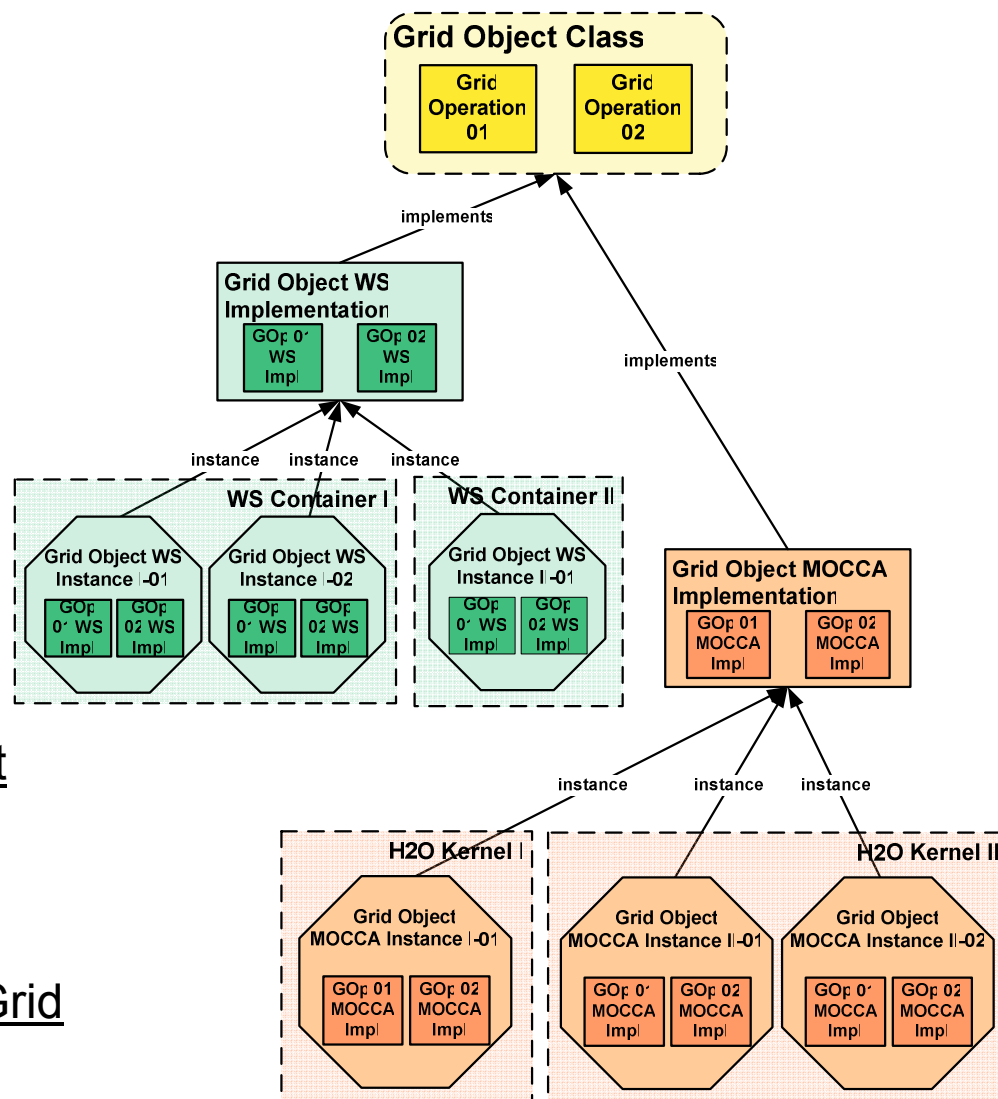 Grid Object Class
Grid
Operation
01
Grid
Operation
02
implements
implements
Grid Object WS
Implementation
GOp 01
WS
Impl
GOp 02
WS
Impl
instance
instance
instance
WS Container I
WS Container II
Grid Object WS
Instance I-01
GOp
01 WS
Impl
GOp
02 WS
Impl
Grid Object WS
Instance I-02
GOp
01 WS
Impl
GOp
02 WS
Impl
Grid Object WS
Instance II-01
GOp
01 WS
Impl
GOp
02 WS
Impl
Grid Object MOCCA
Implementation
GOp 01
MOCCA
Impl
GOp 02
MOCCA
Impl
t
instance
instance
instance
H2O Kernel I
H2O Kernel II
Grid Object
MOCCA Instance I-01
GOp 01
MOCCA
Impl
GOp 02
MOCCA
Impl
Grid Object
MOCCA Instance II-01
GOp 01
MOCCA
Impl
GOp 02
MOCCA
Impl
Grid Object
MOCCA Instance II-02
GOp 01
MOCCA
Impl
GOp 02
MOCCA
Impl
Grid